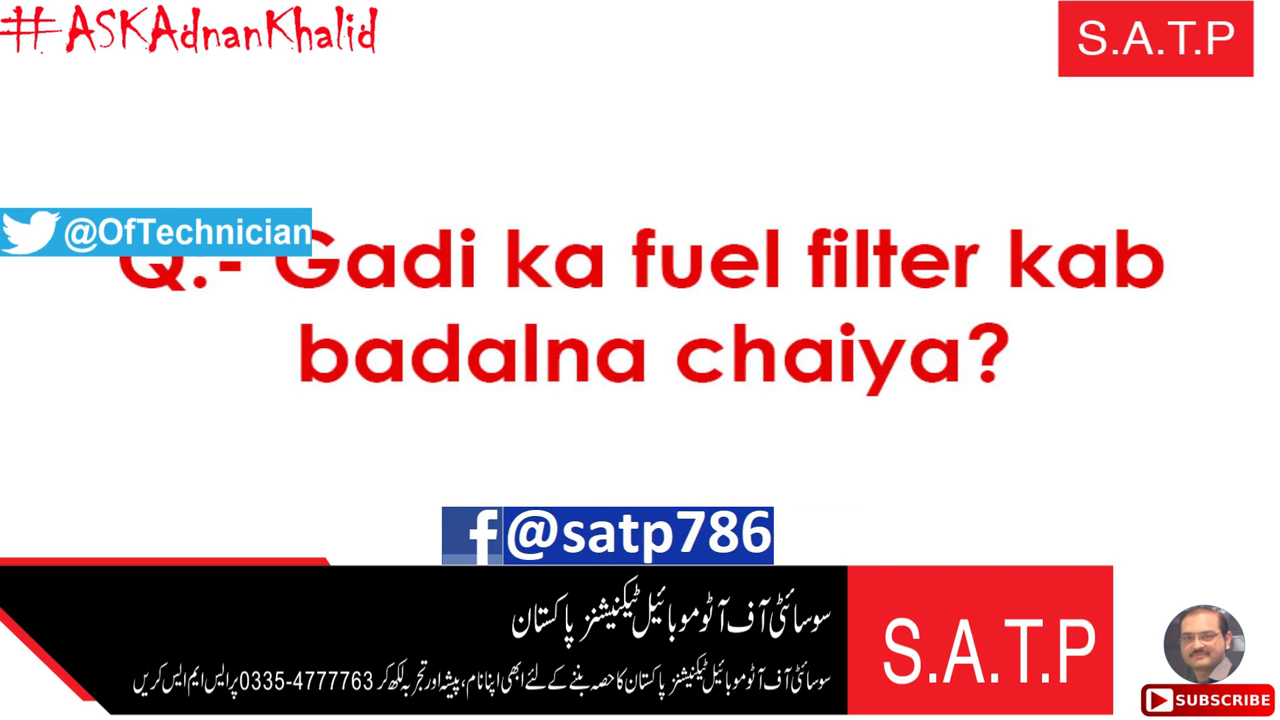 #ASKAdnanKhalid
S.A.T.P
@OfTechnician
Q.- Gadi ka fuel filter kab
badalna chaiya?
f@satp786
سوسائٹی آف آٹوموبائیل ٹیکنیشنز پاکستان
سوسائٹی آف آٹوموبائیل ٹیکنیشنز پاکستان کا حصہ بننے کے لئے ابھی اپنا نام، پیشہ اور تجربہ لکھ کر 0335-4777763 پر ایس ایم ایس کریں
S.A.T.P
SUBSCRIBE